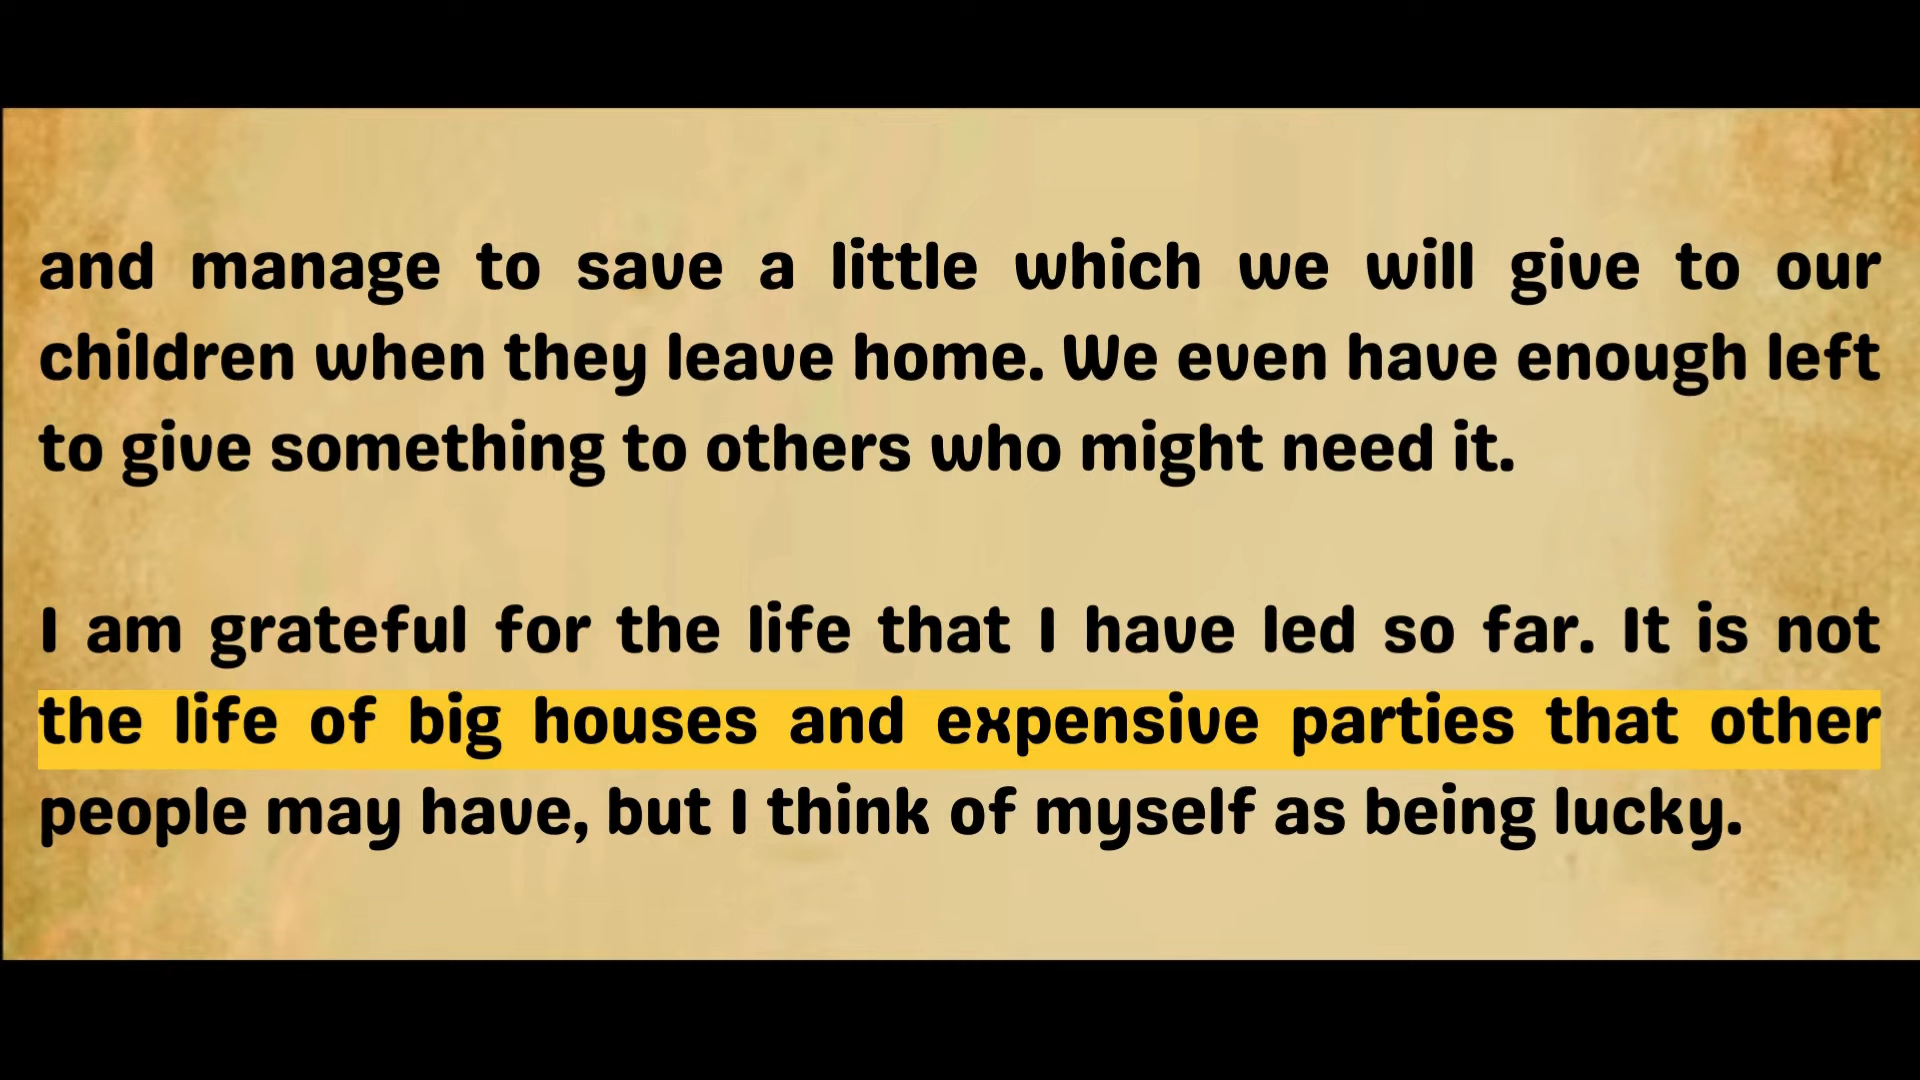 and manage to save a little which we will give to our
children when they leave home. We even have enough left
to give something to others who might need it.
I am grateful for the life that I have led so far. It is not
the life of big houses and expensive parties that other
people may have, but I think of myself as being lucky.